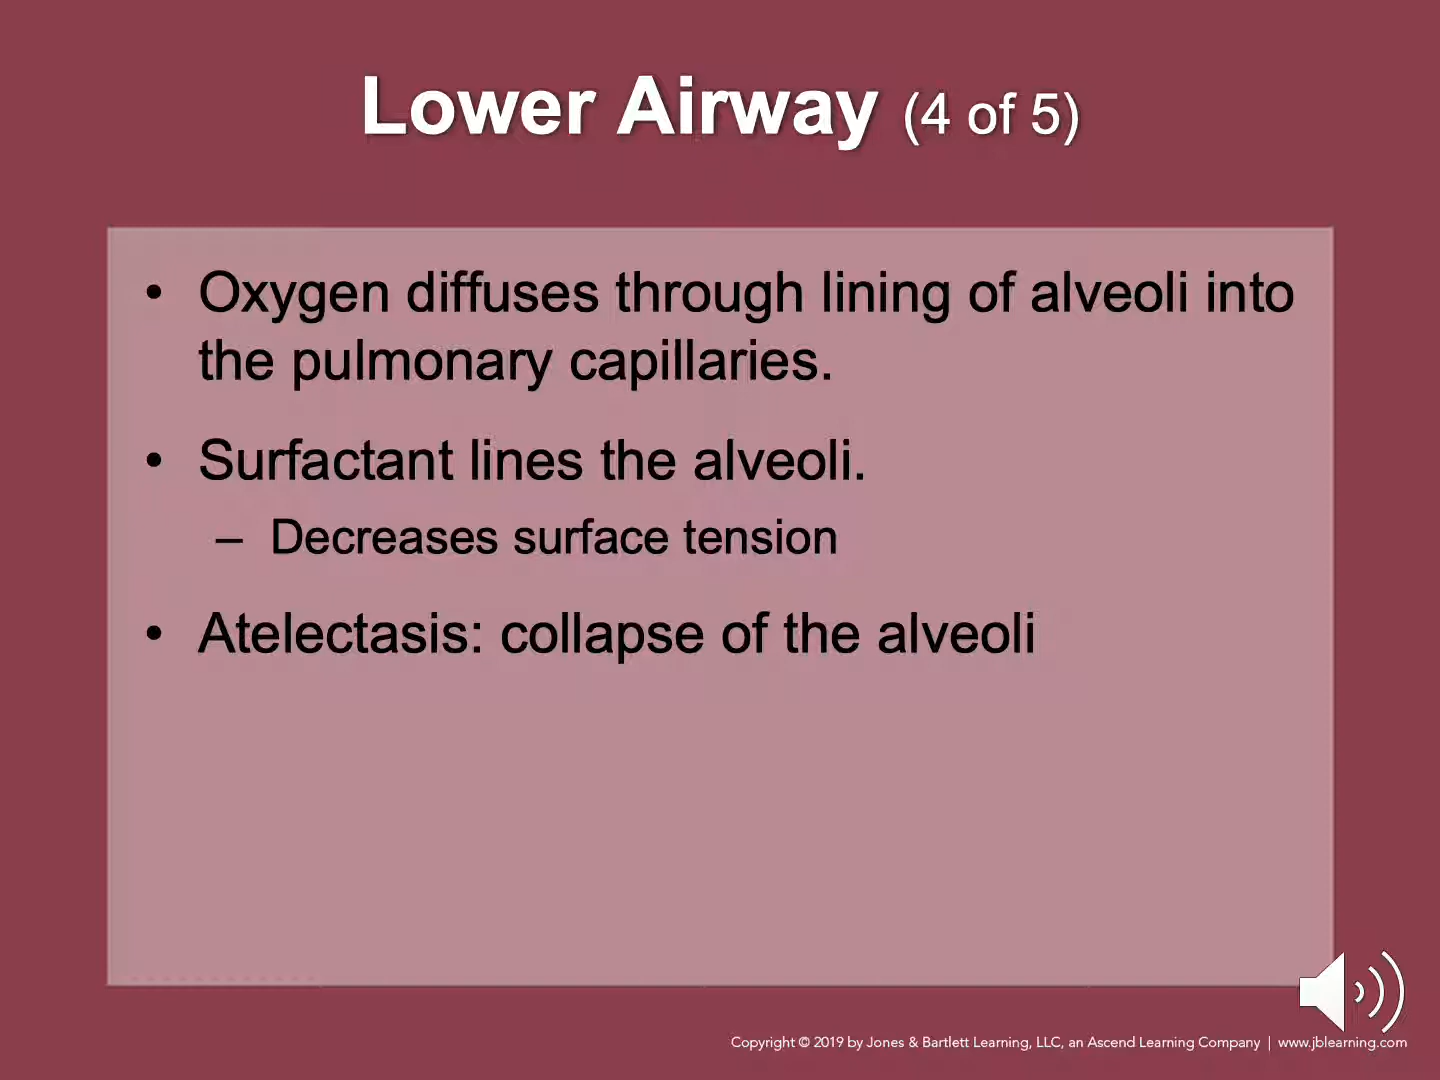 Lower Airway (4 of 5)
• Oxygen diffuses through lining of alveoli into
the pulmonary capillaries.
• Surfactant lines the alveoli.
– Decreases surface tension
• Atelectasis: collapse of the alveoli
Copyright © 2019 by Jones & Bartlett Learning, LLC, an Ascend Learning Company | www.jblearning.com